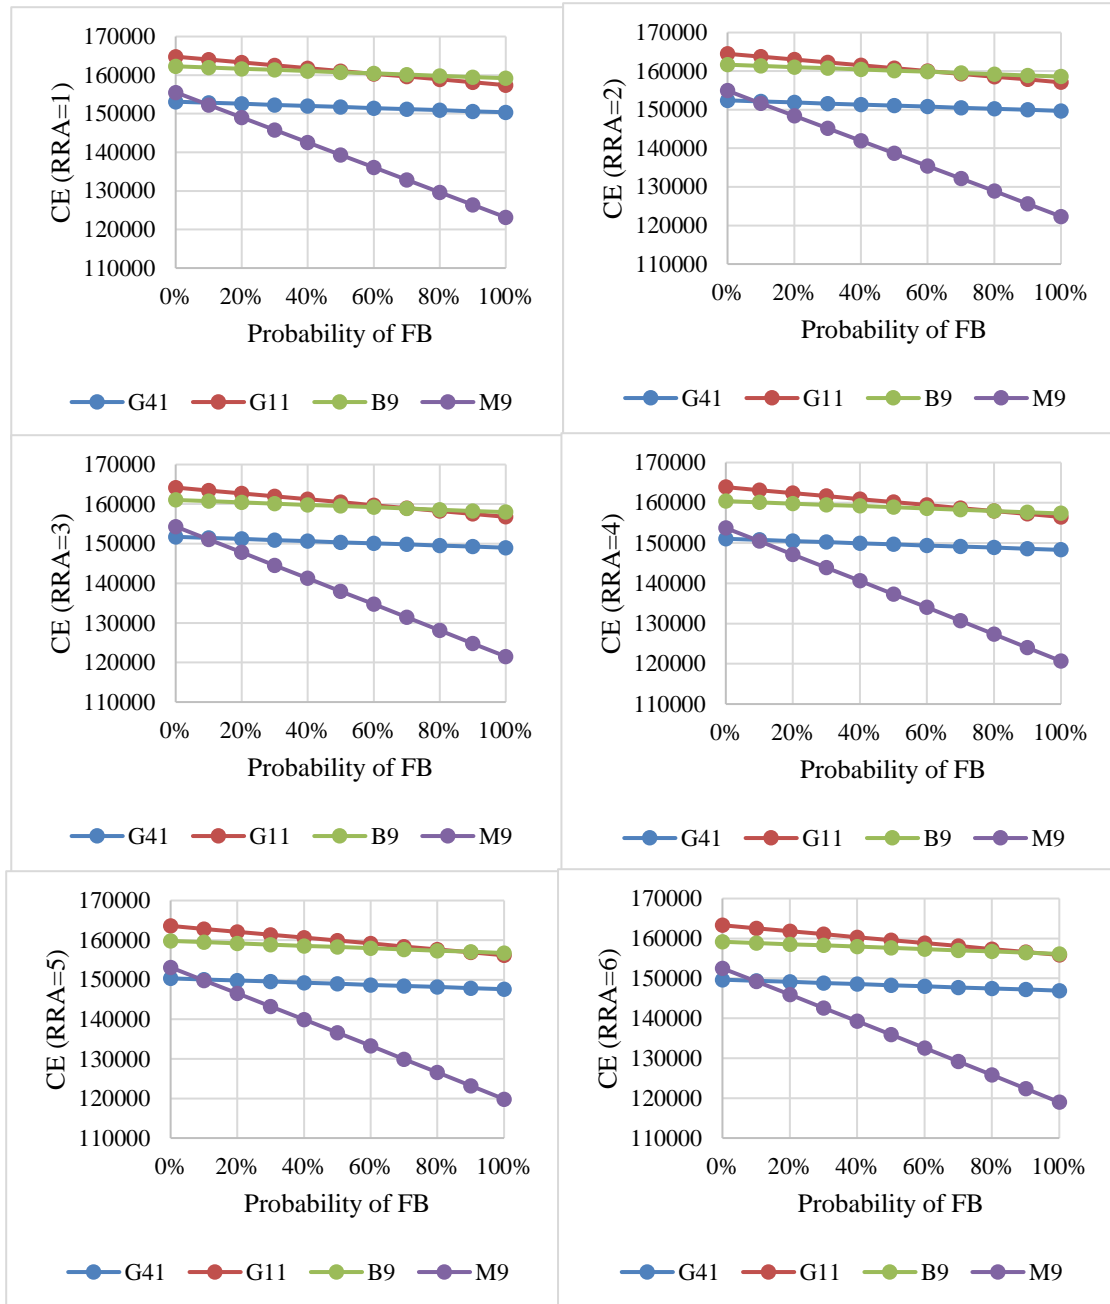 170000
160000
150000
140000
130000
120000
110000
CE (RRA=1)
0% 20% 40% 60% 80% 100%
Probability of FB
G41 G11 B9 M9
170000
160000
150000
140000
130000
120000
110000
CE (RRA=2)
0% 20% 40% 60% 80% 100%
Probability of FB
G41 G11 B9 M9
170000
160000
150000
140000
130000
120000
110000
CE (RRA=3)
0% 20% 40% 60% 80% 100%
Probability of FB
G41 G11 B9 M9
170000
160000
150000
140000
130000
120000
110000
CE (RRA=4)
0% 20% 40% 60% 80% 100%
Probability of FB
G41 G11 B9 M9
170000
160000
150000
140000
130000
120000
110000
CE (RRA=5)
0% 20% 40% 60% 80% 100%
Probability of FB
G41 G11 B9 M9
170000
160000
150000
140000
130000
120000
110000
CE (RRA=6)
0% 20% 40% 60% 80% 100%
Probability of FB
G41 G11 B9 M9